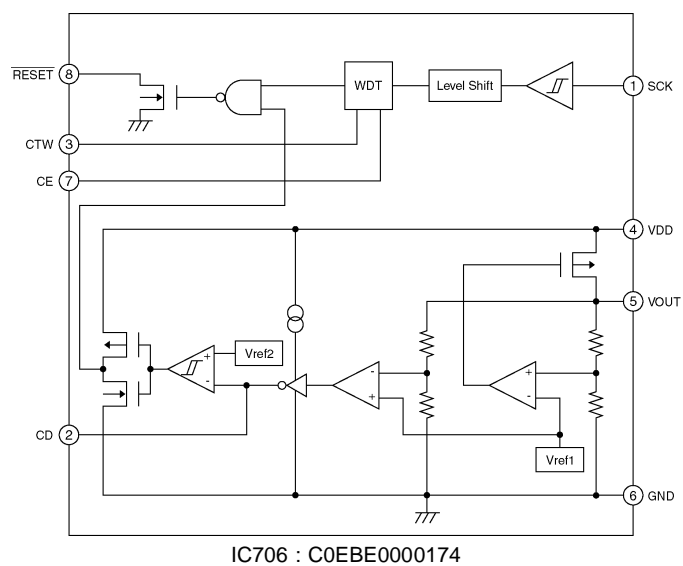 RESET 8
WDT
Level Shift
1 SCK
CTW 3
CE 7
4 VDD
5 VOUT
+ Vref2
-
-
+
+
-
CD 2
Vref1
6 GND
IC706 : C0EBE0000174